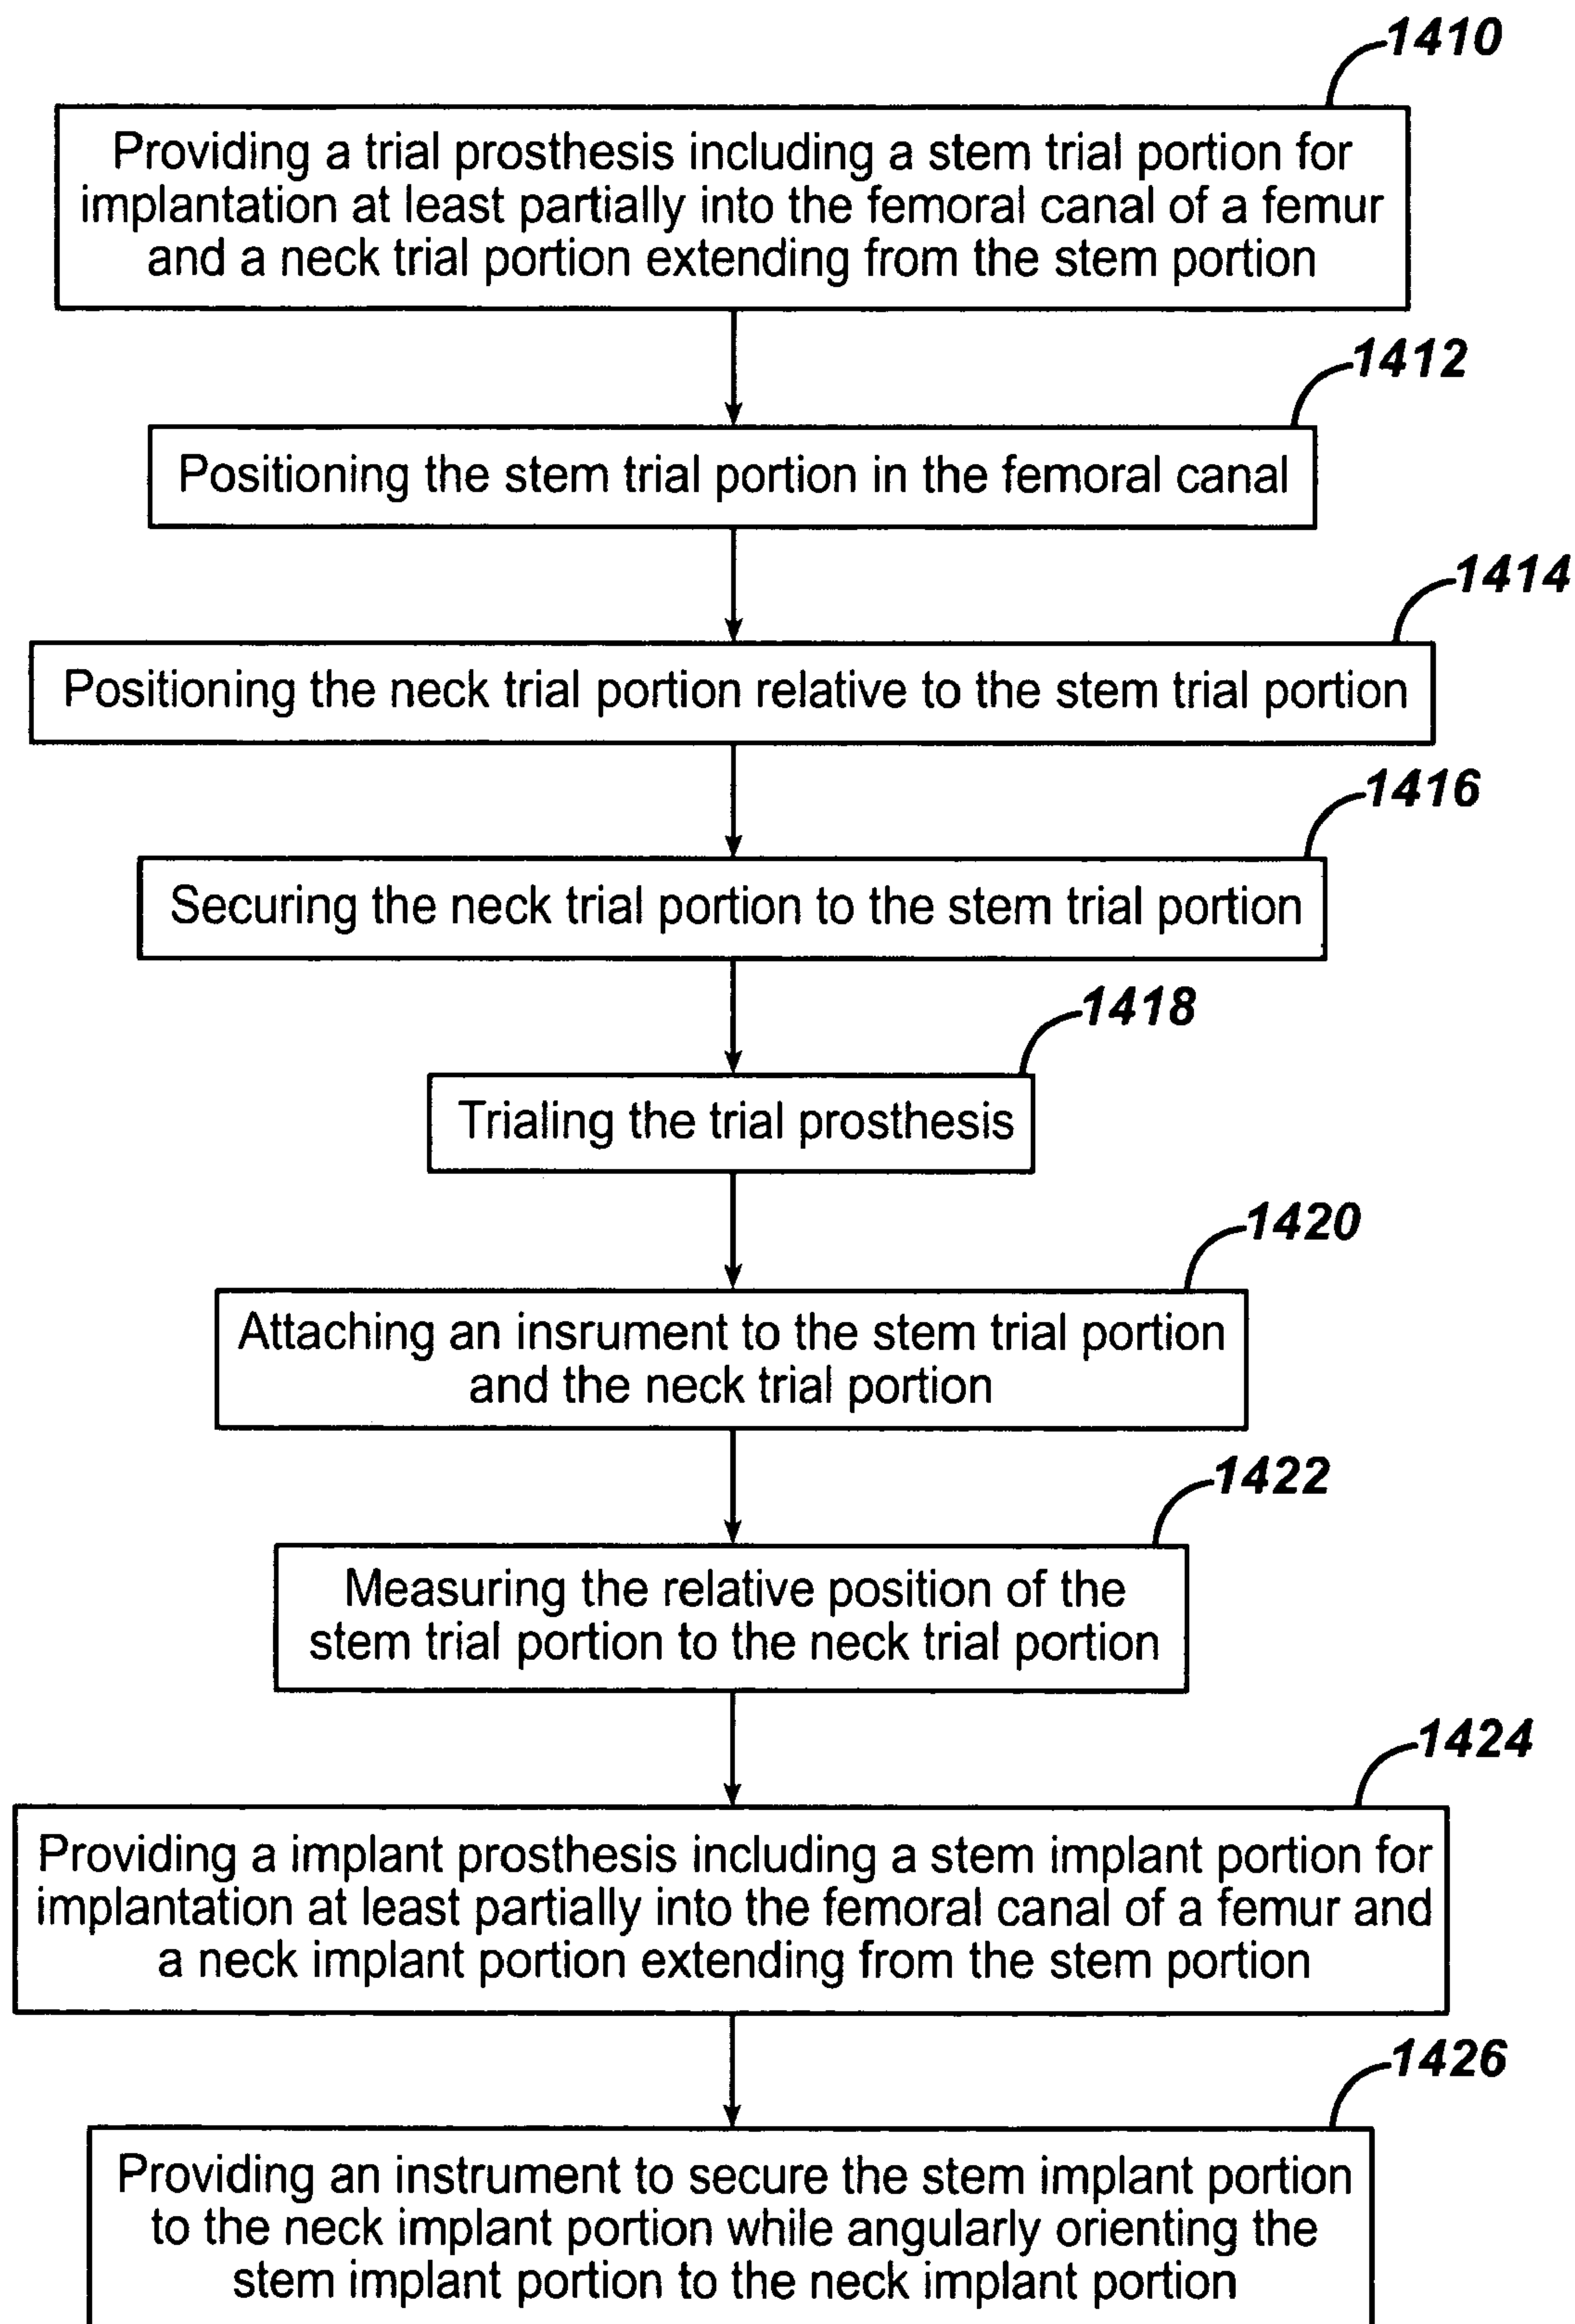 1410
Providing a trial prosthesis including a stem trial portion for
implantation at least partially into the femoral canal of a femur
and a neck trial portion extending from the stem portion
1412
Positioning the stem trial portion in the femoral canal
1414
Positioning the neck trial portion relative to the stem trial portion
1416
Securing the neck trial portion to the stem trial portion
1418
Trialing the trial prosthesis
1420
Attaching an insrument to the stem trial portion
and the neck trial portion
1422
Measuring the relative position of the
stem trial portion to the neck trial portion
1424
Providing a implant prosthesis including a stem implant portion for
implantation at least partially into the femoral canal of a femur and
a neck implant portion extending from the stem portion
1426
Providing an instrument to secure the stem implant portion
to the neck implant portion while angularly orienting the
stem implant portion to the neck implant portion